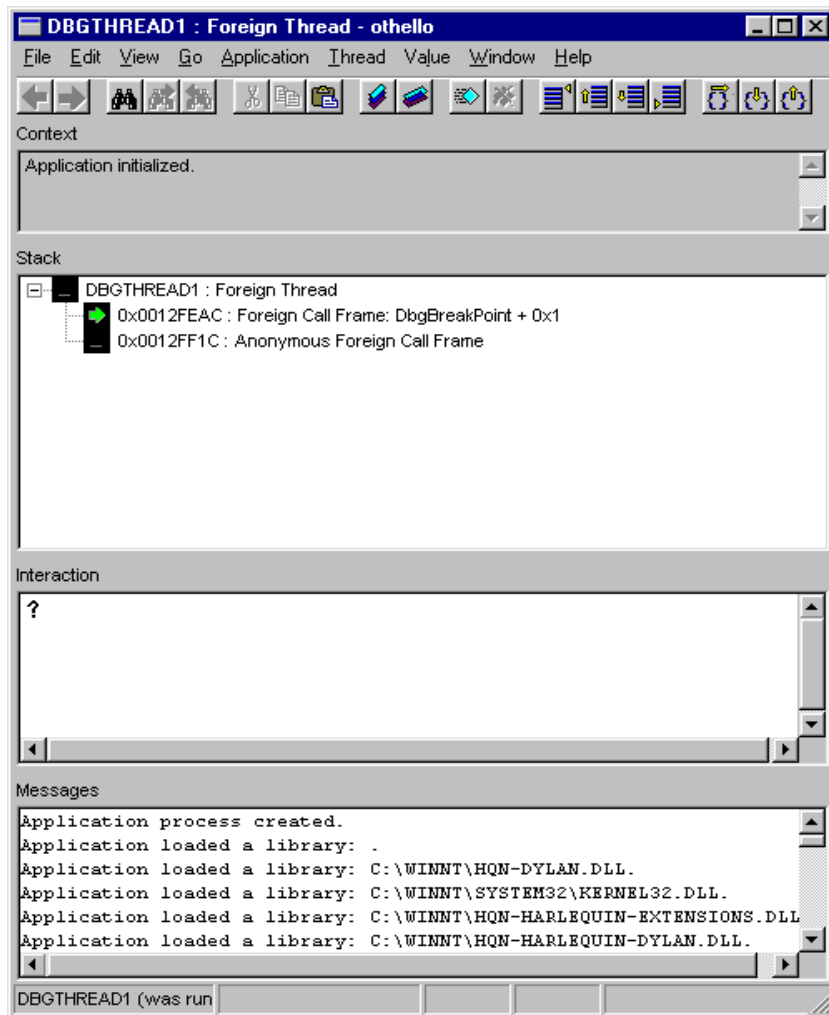 DBGTHREAD1 : Foreign Thread - othello
File Edit View Go Application Thread Value Window Help
Context
Application initialized.
Stack
DBGTHREAD1 : Foreign Thread
0x0012FEAC : Foreign Call Frame: DbgBreakPoint + 0x1
0x0012FF1C : Anonymous Foreign Call Frame
Interaction
?
Messages
Application process created.
Application loaded a library: .
Application loaded a library: C:\WINNT\HQN-DYLAN.DLL.
Application loaded a library: C:\WINNT\SYSTEM32\KERNEL32.DLL.
Application loaded a library: C:\WINNT\HQN-HARLEQUIN-EXTENSIONS.DLL
Application loaded a library: C:\WINNT\HQN-HARLEQUIN-DYLAN.DLL.
DBGTHREAD1 (was run